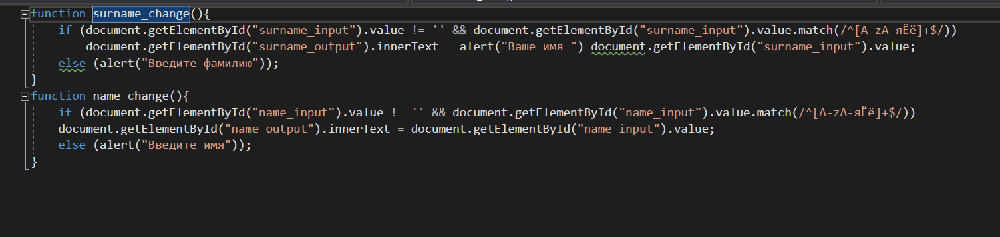 function surname_change(){
if (document.getElementById("surname_input").value != '' && document.getElementById("surname_input").value.match(/^[A-zА-яЁё]+$/))
document.getElementById("surname_output").innerText = alert("Ваше имя ") document.getElementById("surname_input").value;
else (alert("Введите фамилию"));
}
function name_change(){
if (document.getElementById("name_input").value != '' && document.getElementById("name_input").value.match(/^[A-zА-яЁё]+$/))
document.getElementById("name_output").innerText = document.getElementById("name_input").value;
else (alert("Введите имя"));
}